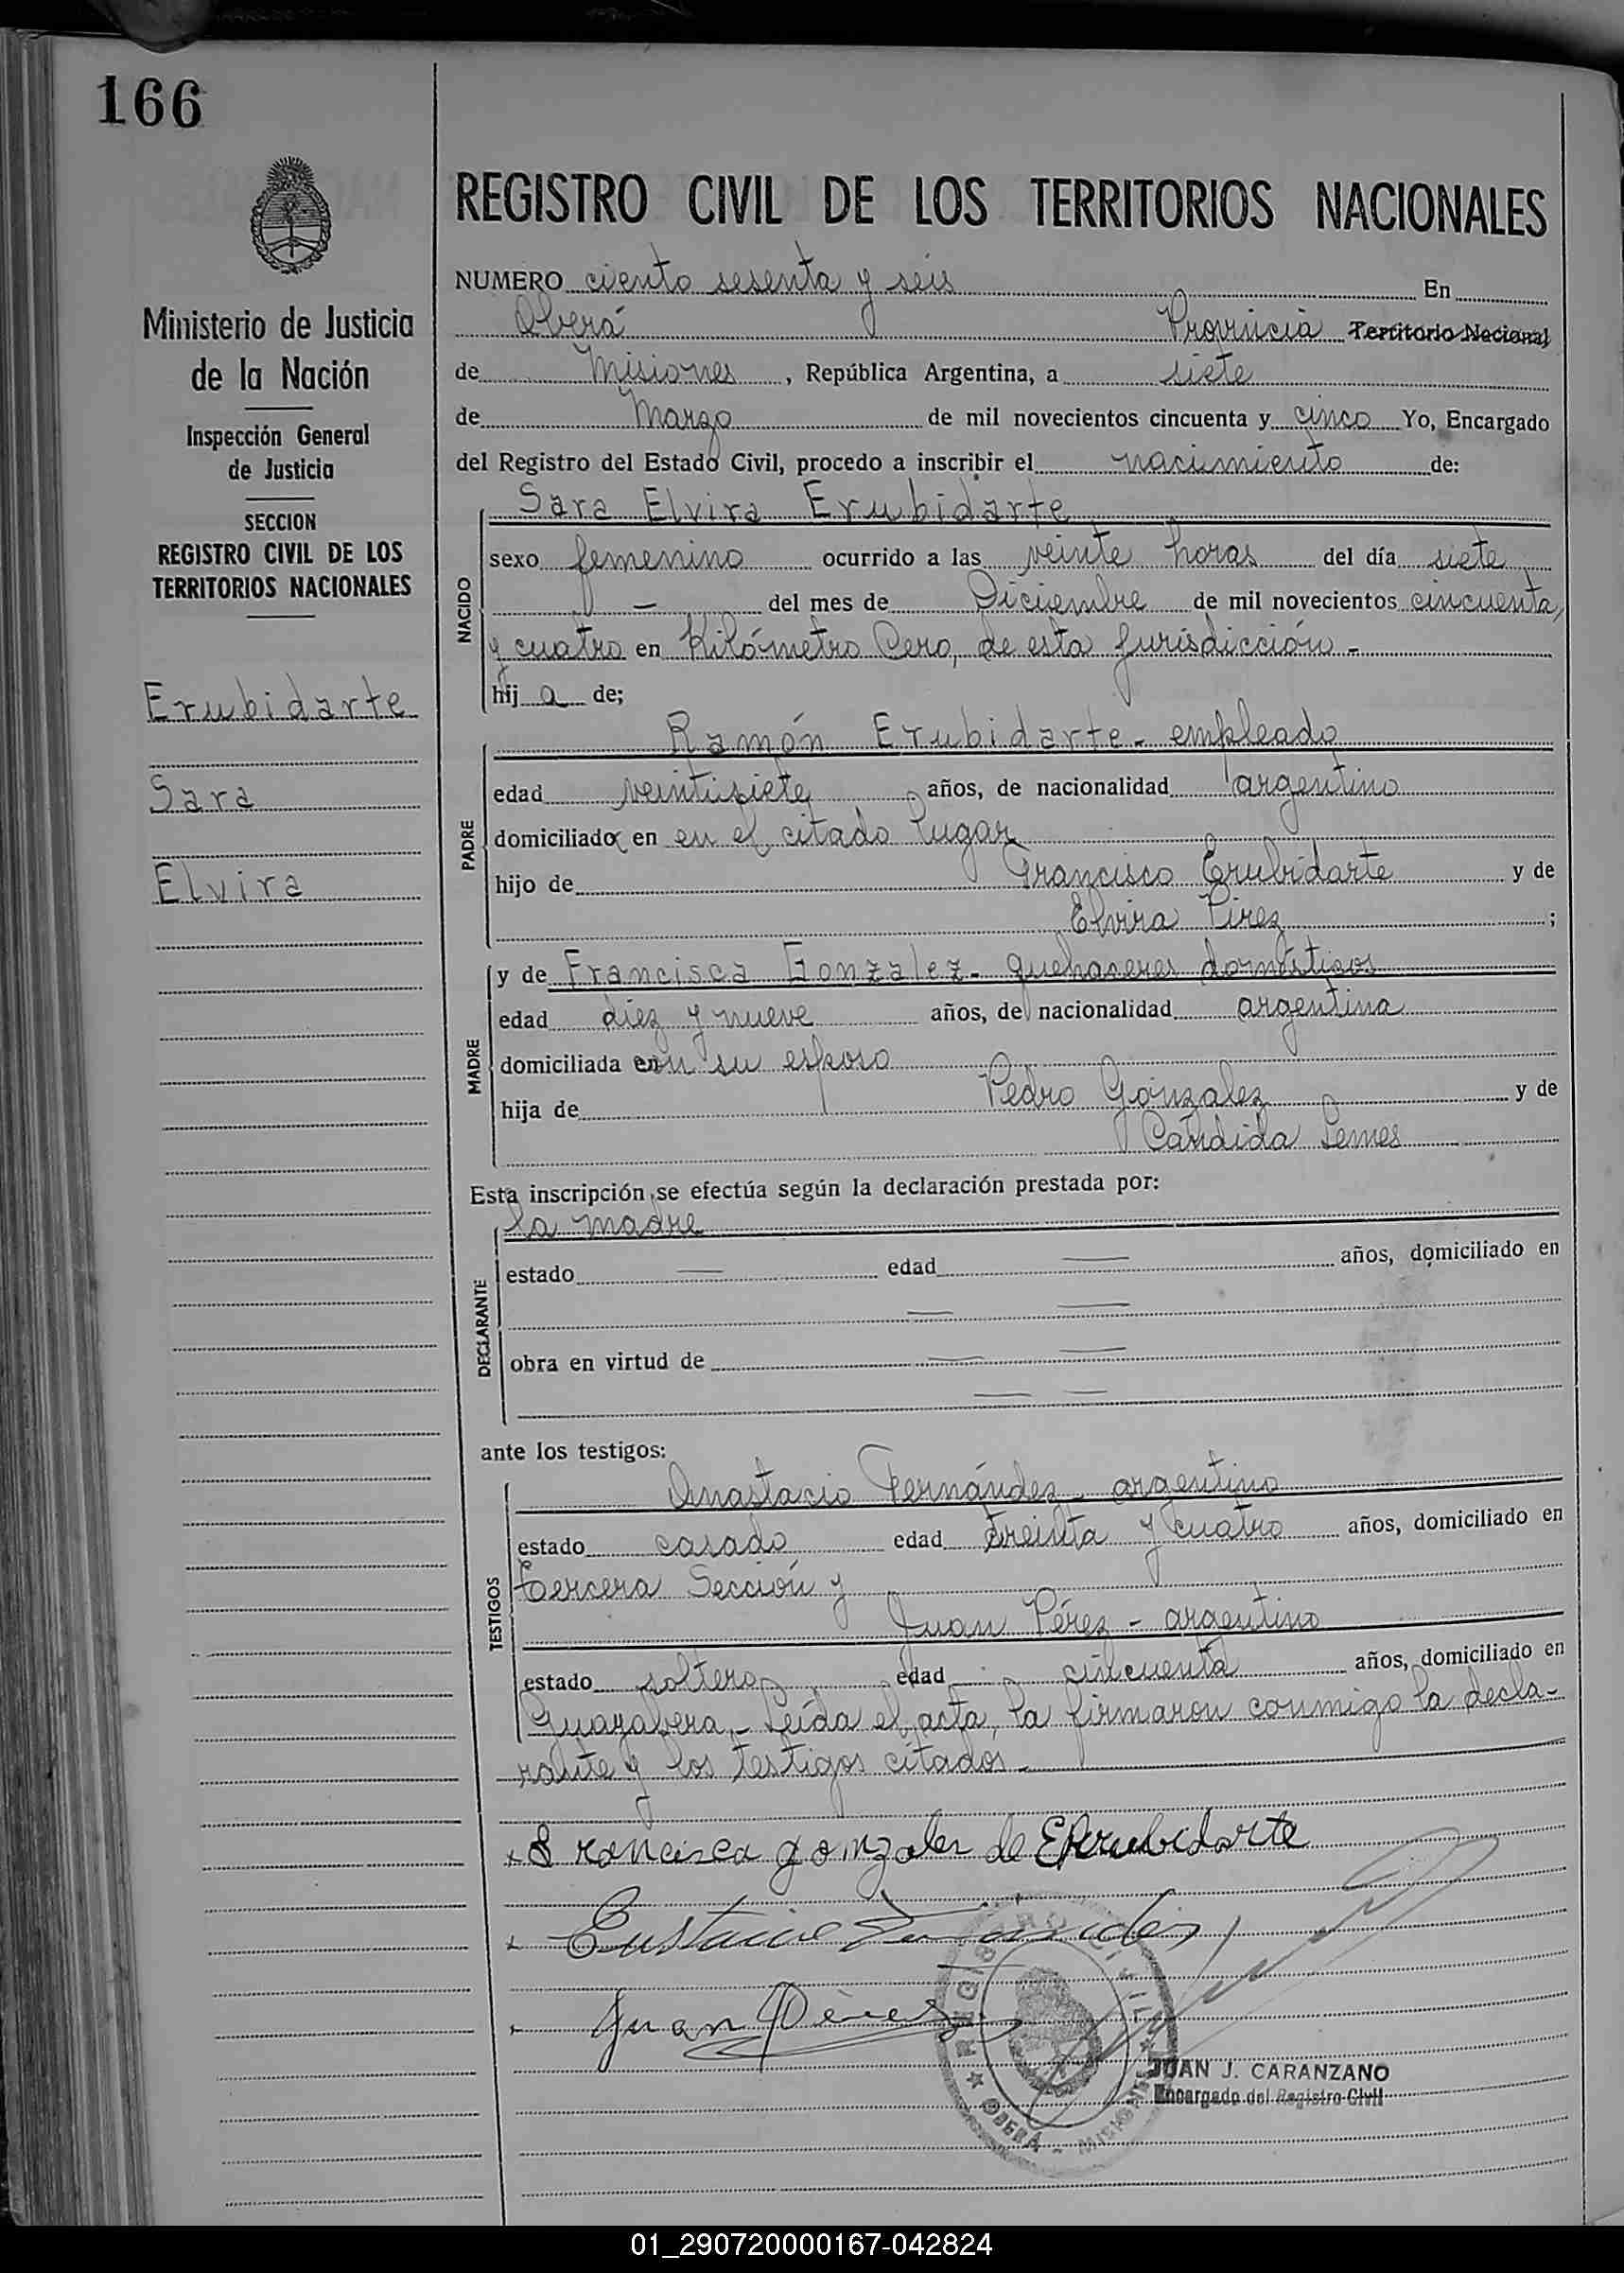 166
REGISTRO CIVIL DE LOS TERRITORIOS NACIONALES
Ministerio de Justicia
de la Nación
Inspección General
de Justicia
SECCION
REGISTRO CIVIL DE LOS
TERRITORIOS NACIONALES
Erubidarte
Sara
Elvira
NUMERO ciento sesenta y seis En
Oberá Provincia Territorio Nacional
de Misiones, República Argentina, a siete
de Marzo de mil novecientos cincuenta y cinco Yo, Encargado
del Registro del Estado Civil, procedo a inscribir el nacimiento de:
NACIDO
Sara Elvira Erubidarte
sexo femenino ocurrido a las veinte horas del día siete
— del mes de Diciembre de mil novecientos cincuenta
y cuatro en Kilómetro Cero, de esta jurisdicción -
hij a de;
PADRE
Ramón Erubidarte - empleado
edad veintisiete años, de nacionalidad argentino
domiciliado en en el citado lugar
hijo de Francisco Erubidarte y de
Elvira Pirez ;
MADRE
y de Francisca Gonzalez - quehaceres domésticos
edad diez y nueve años, de nacionalidad argentina
domiciliada con su esposo
hija de Pedro Gonzalez y de
Candida Lemes
Esta inscripción se efectúa según la declaración prestada por:
DECLARANTE
la madre
estado — edad — años, domiciliado en
— —
obra en virtud de — —
— —
ante los testigos:
TESTIGOS
Anastacio Fernández - argentino
estado casado edad treinta y cuatro años, domiciliado en
tercera Sección y
Juan Pérez - argentino
estado soltero edad cincuenta años, domiciliado en
Guarabera.- Leída el acta, la firmaron conmigo la decla-
rante y los testigos citados.-
Francisca gonzales de Erubidarte
Juan Pérez
REGISTRO CIVIL
OBERÁ - MISIONES
JUAN J. CARANZANO
Encargado del Registro Civil
01_290720000167-042824